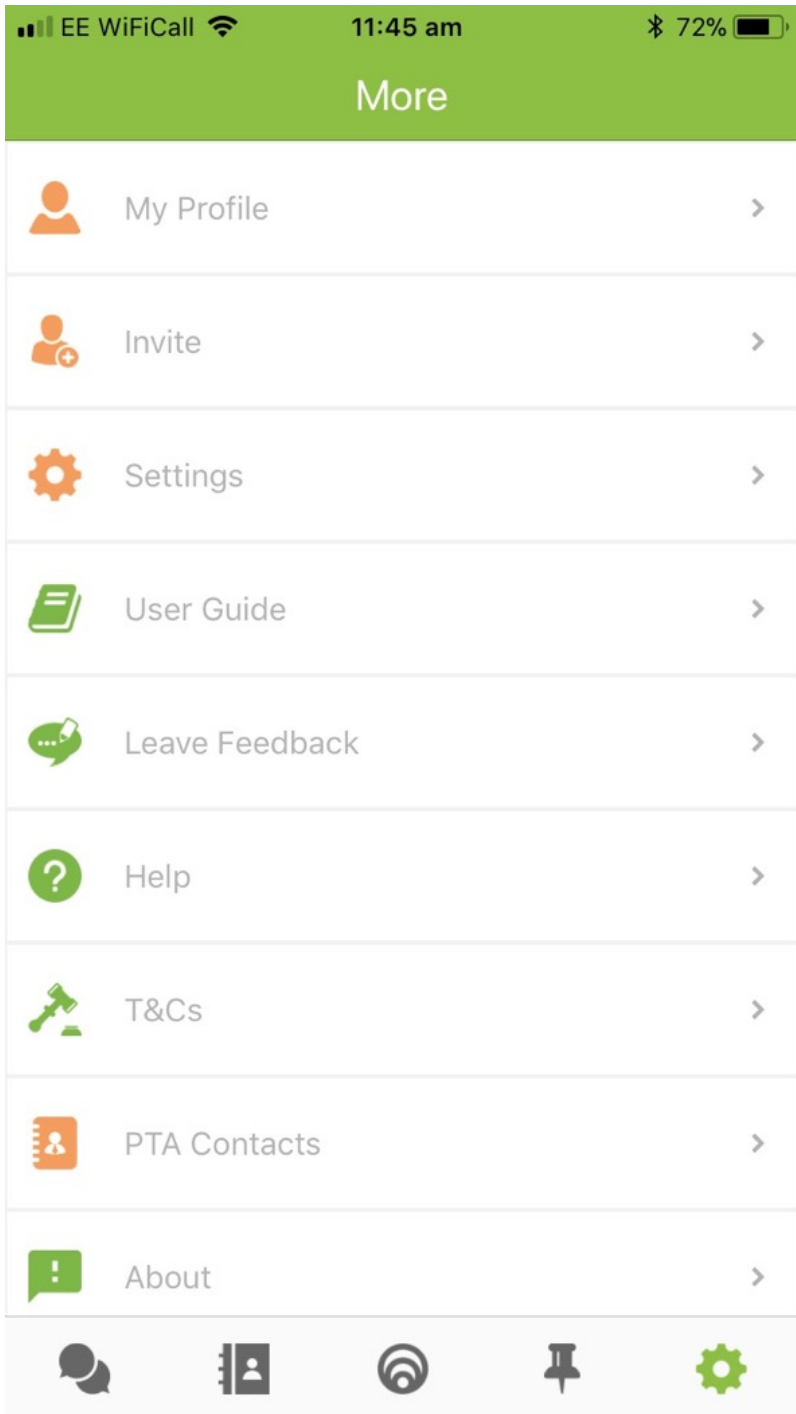 EE WiFiCall 11:45 am 72%
More
My Profile
Invite
Settings
User Guide
Leave Feedback
Help
T&Cs
PTA Contacts
About